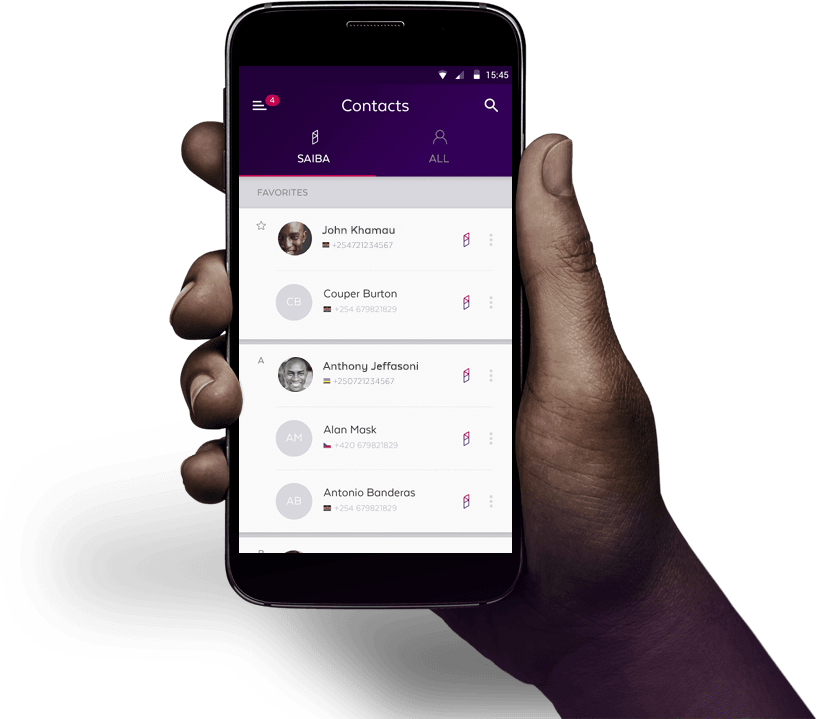 15:45
4
Contacts
SAIBA
ALL
FAVORITES
John Khamau
+254721234567
CB
Couper Burton
+254 679821829
A
Anthony Jeffasoni
+250721234567
AM
Alan Mask
+420 679821829
AB
Antonio Banderas
+254 679821829